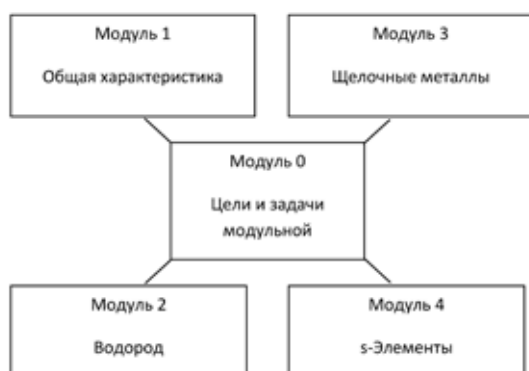 Модуль 1
Общая характеристика
Модуль 3
Щелочные металлы
Модуль 0
Цели и задачи
модульной
Модуль 2
Водород
Модуль 4
s-Элементы